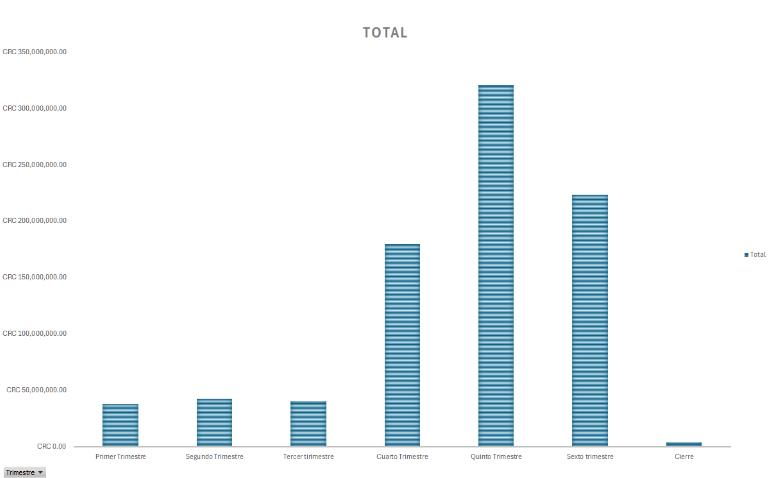 TOTAL
CRC 350,000,000.00
CRC 300,000,000.00
CRC 250,000,000.00
CRC 200,000,000.00
CRC 150,000,000.00
CRC 100,000,000.00
CRC 50,000,000.00
CRC 0.00
Primer Trimestre
Segundo Trimestre
Tercer tirimestre
Cuarto Trimestre
Quinto Trimestre
Sexto trimestre
Cierre
Total
Trimestre